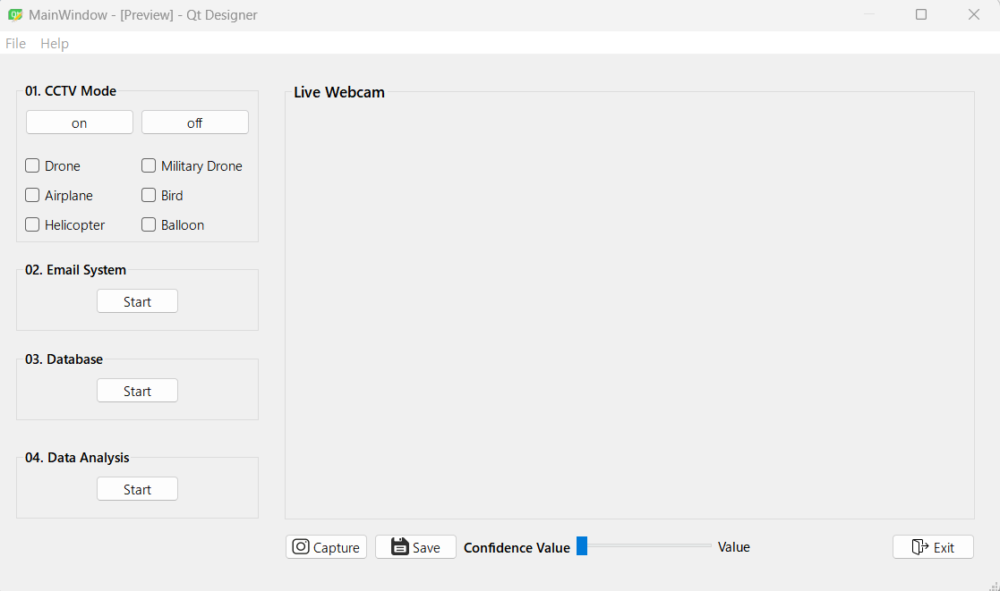 MainWindow - [Preview] - Qt Designer
File Help
01. CCTV Mode
on off
Drone Military Drone
Airplane Bird
Helicopter Balloon
02. Email System
Start
03. Database
Start
04. Data Analysis
Start
Live Webcam
Capture Save Confidence Value Value Exit